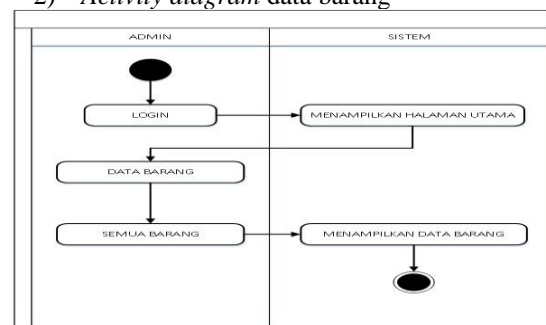 2) Activity diagram data barang
ADMIN SISTEM
LOGIN MENAMPILKAN HALAMAN UTAMA
DATA BARANG
SEMUA BARANG MENAMPILKAN DATA BARANG